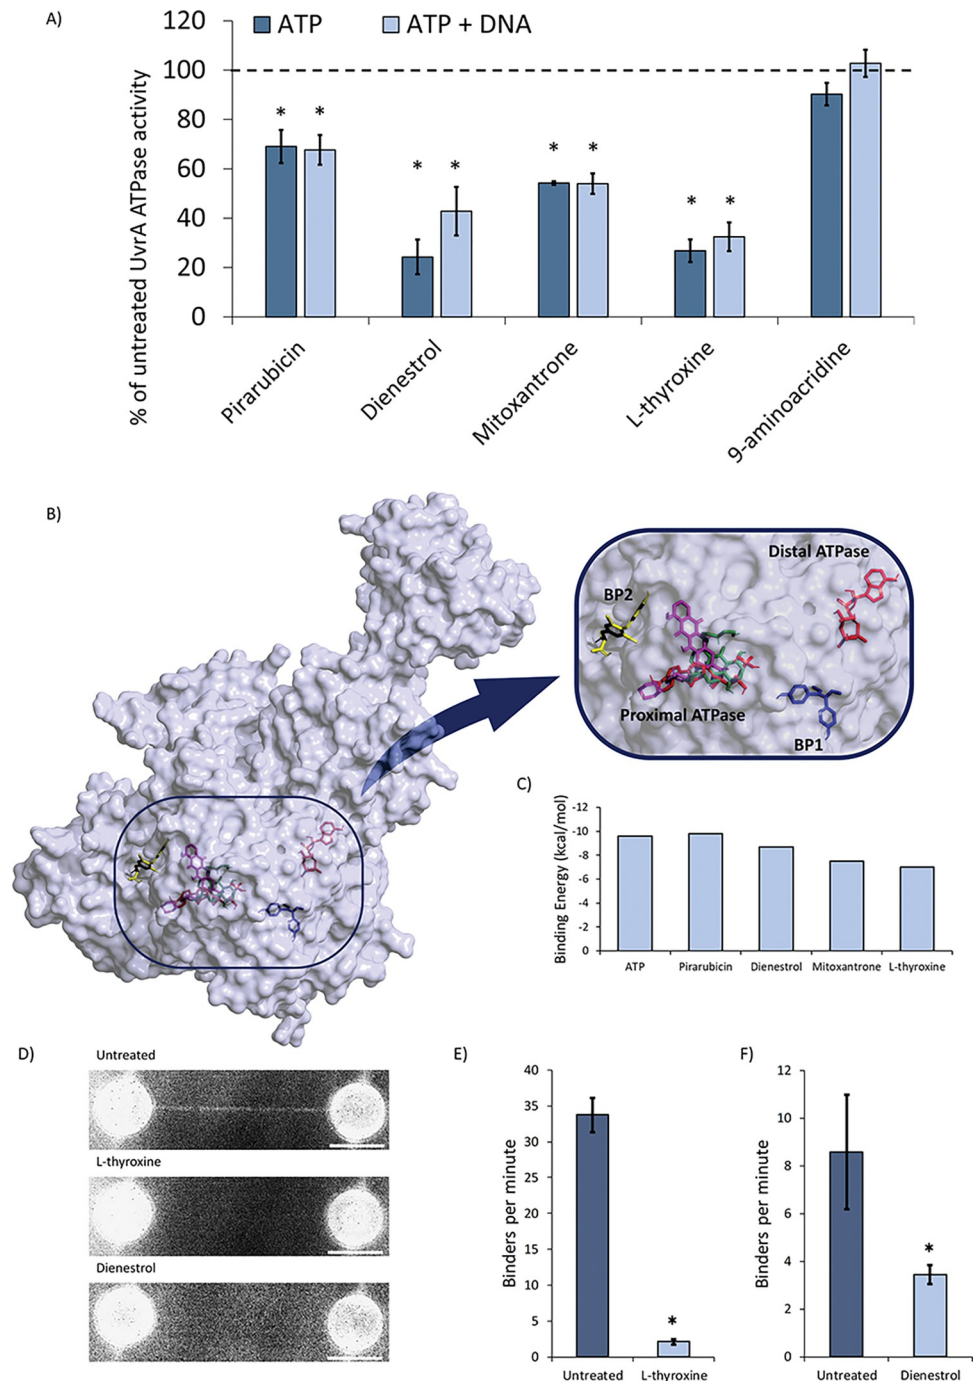 A)
ATP
ATP + DNA
% of untreated UvrA ATPase activity
120
100
80
60
40
20
0
* * * * * * * *
Pirarubicin
Dienestrol
Mitoxantrone
L-thyroxine
9-aminoacridine
B)
Distal ATPase
BP2
Proximal ATPase
BP1
C)
Binding Energy (kcal/mol)
-12
-10
-8
-6
-4
-2
0
ATP Pirarubicin Dienestrol Mitoxantrone L-thyroxine
D)
Untreated
L-thyroxine
Dienestrol
E)
Binders per minute
40
35
30
25
20
15
10
5
0
*
Untreated L-thyroxine
F)
Binders per minute
12
10
8
6
4
2
0
*
Untreated Dienestrol